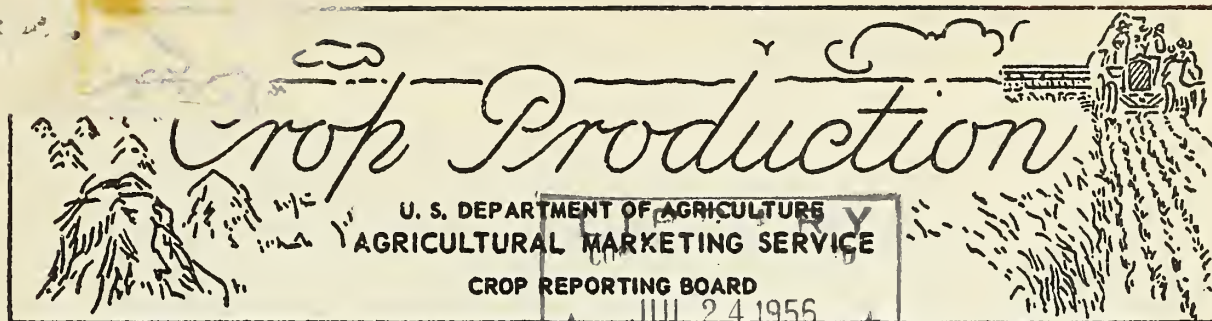 Crop Production
U. S. DEPARTMENT OF AGRICULTURE
AGRICULTURAL MARKETING SERVICE
CROP REPORTING BOARD
JUL 24 1956